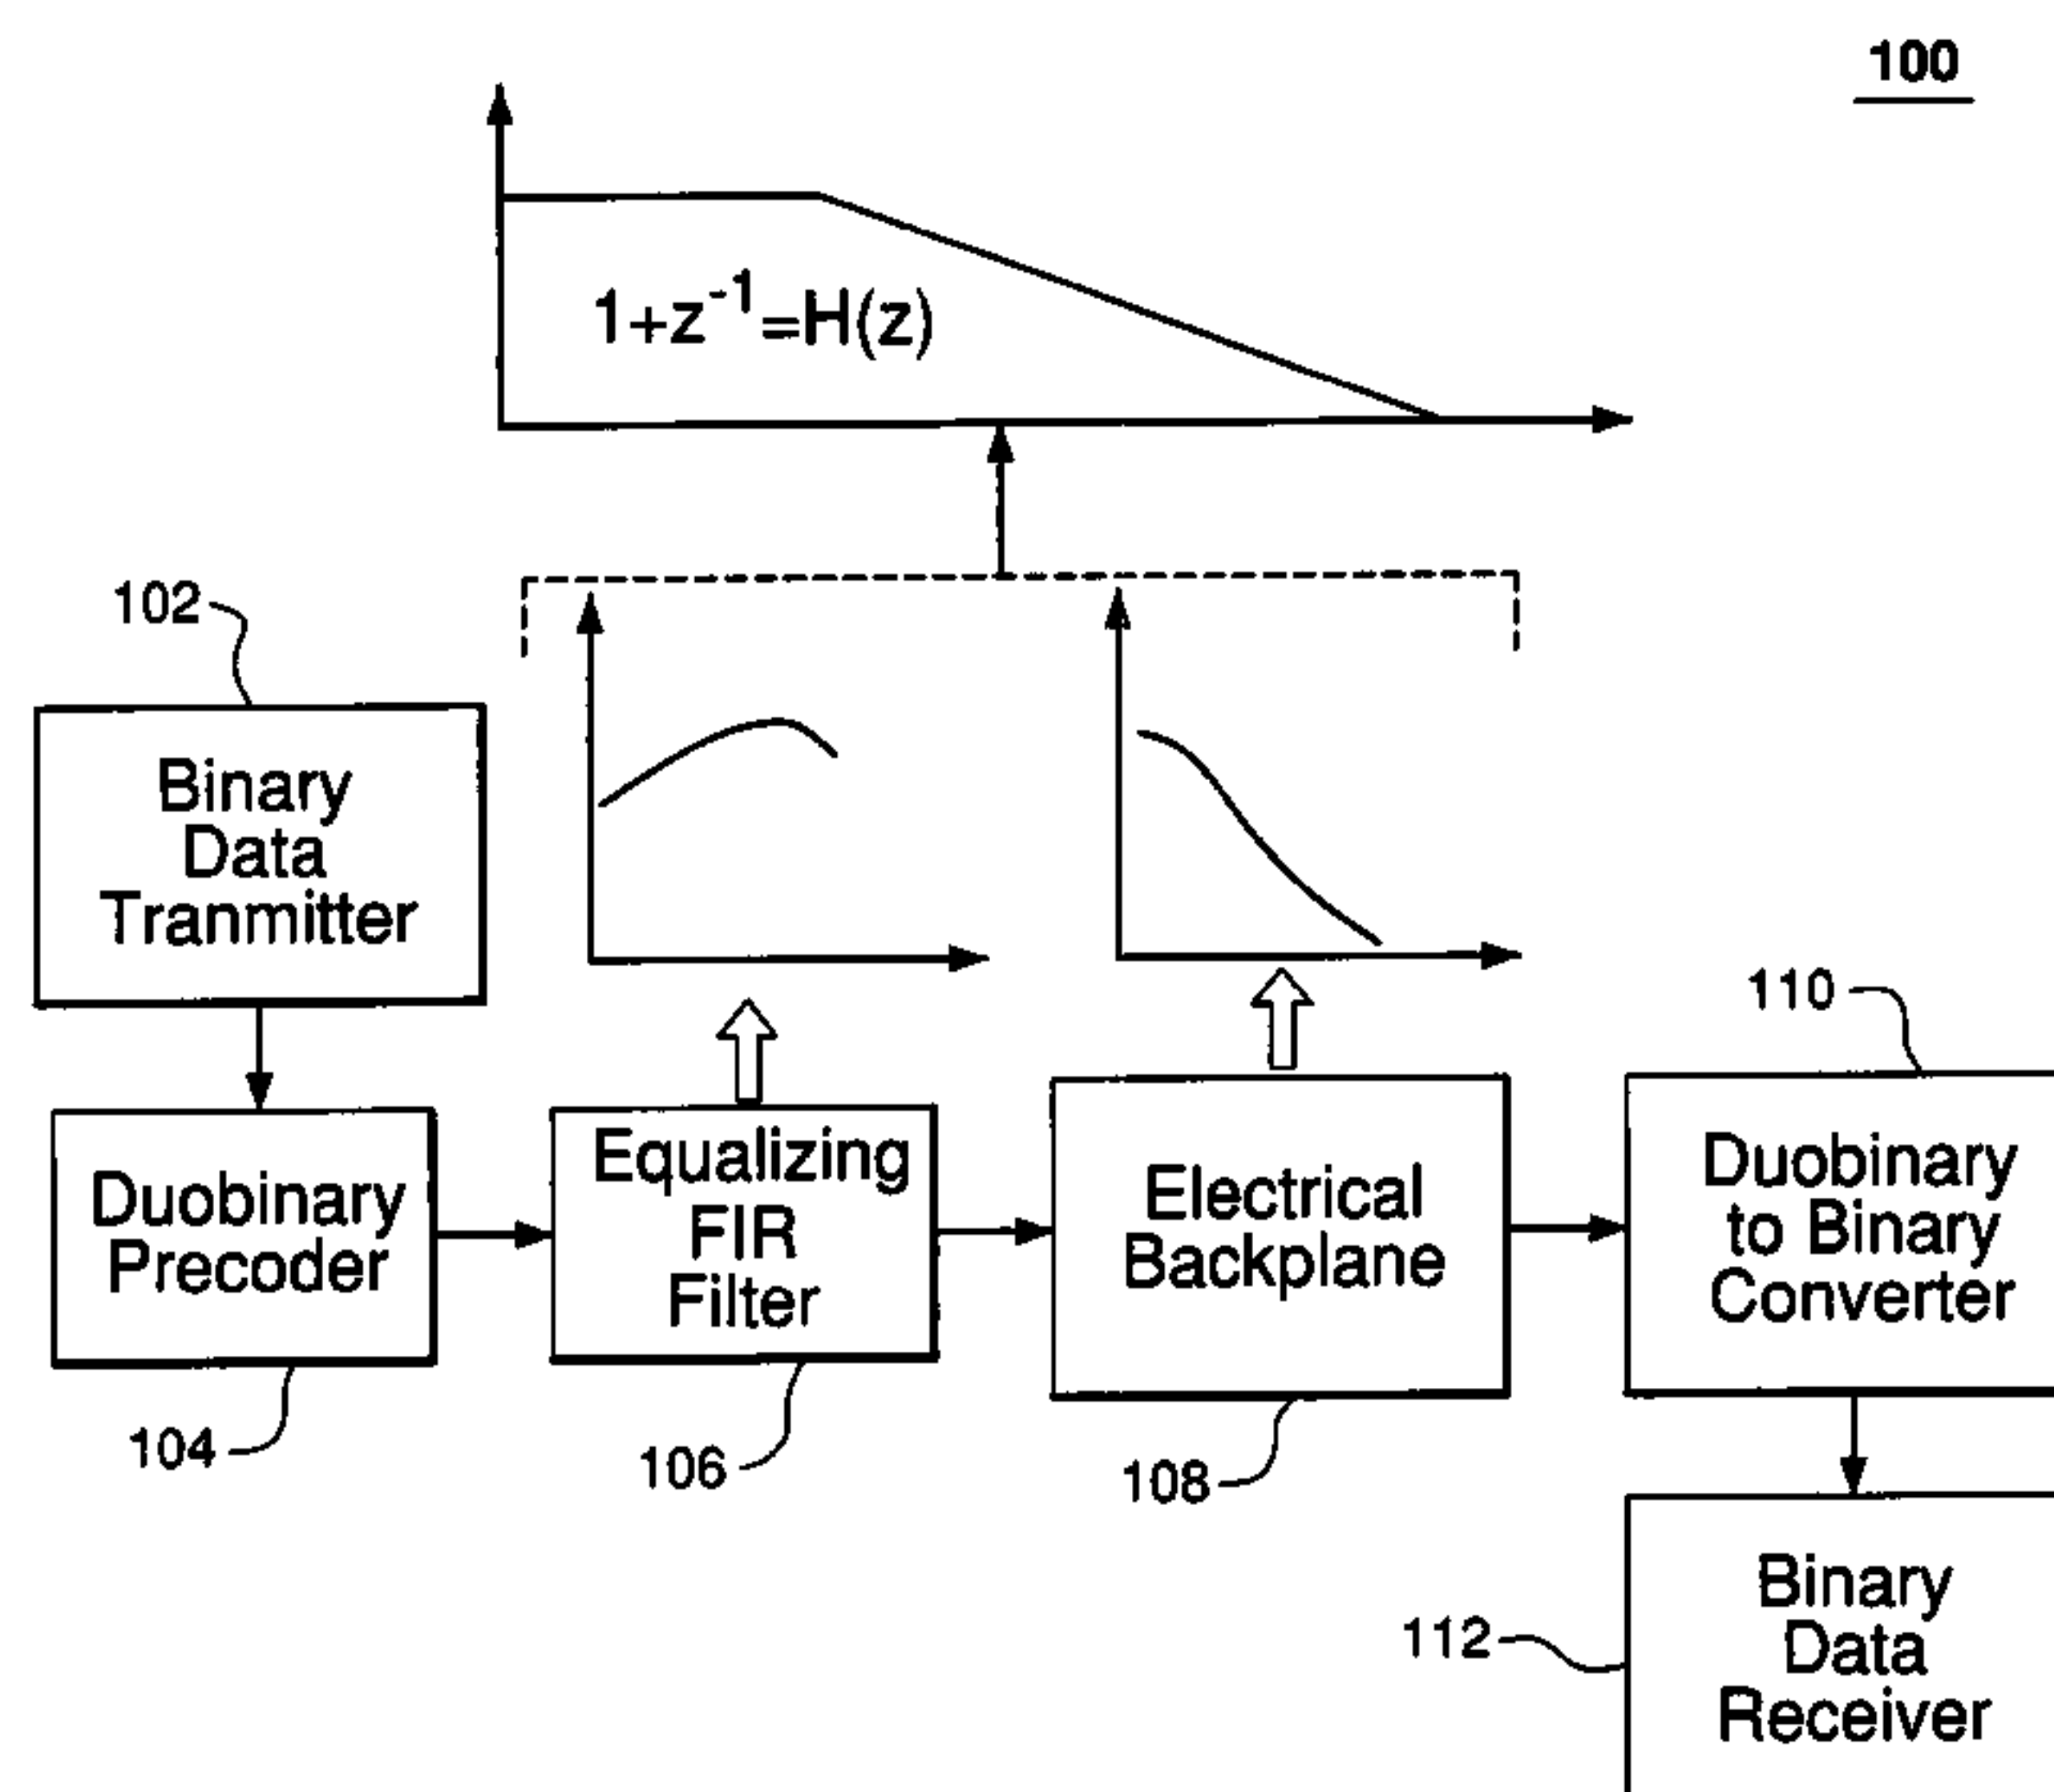 100
1+z⁻¹=H(z)
102
Binary
Data
Tranmitter
110
Duobinary
Precoder
Equalizing
FIR
Filter
Electrical
Backplane
Duobinary
to Binary
Converter
104
106
108
112
Binary
Data
Receiver